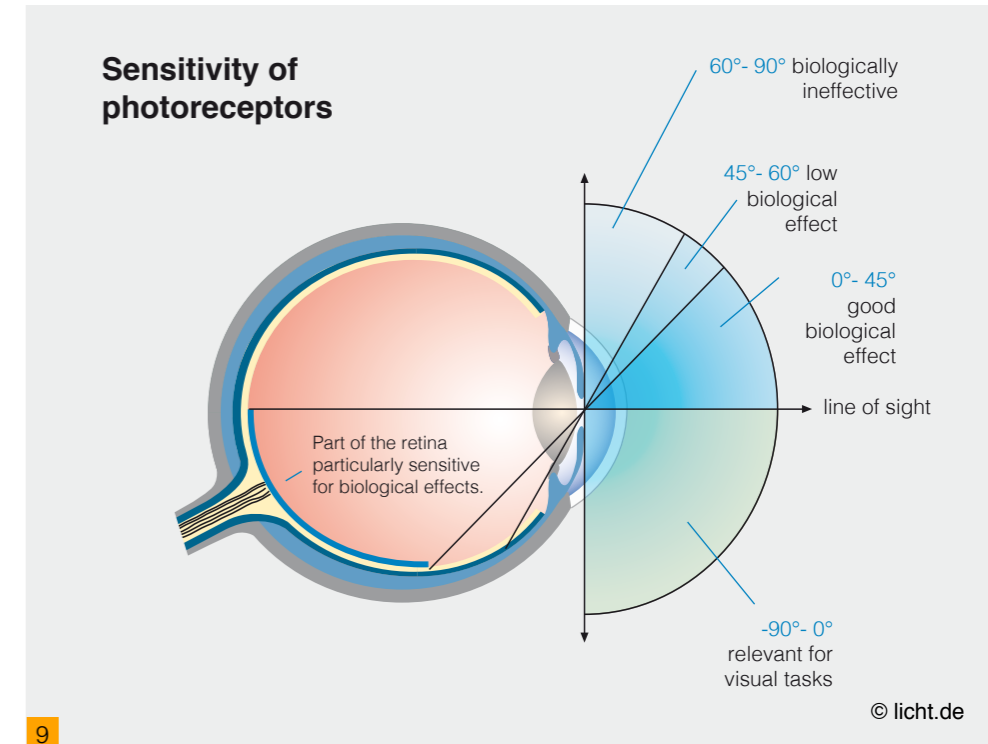 Sensitivity of
photoreceptors
60°- 90° biologically
ineffective
45°- 60° low
biological
effect
0°- 45°
good
biological
effect
line of sight
Part of the retina
particularly sensitive
for biological effects.
-90°- 0°
relevant for
visual tasks
© licht.de
9